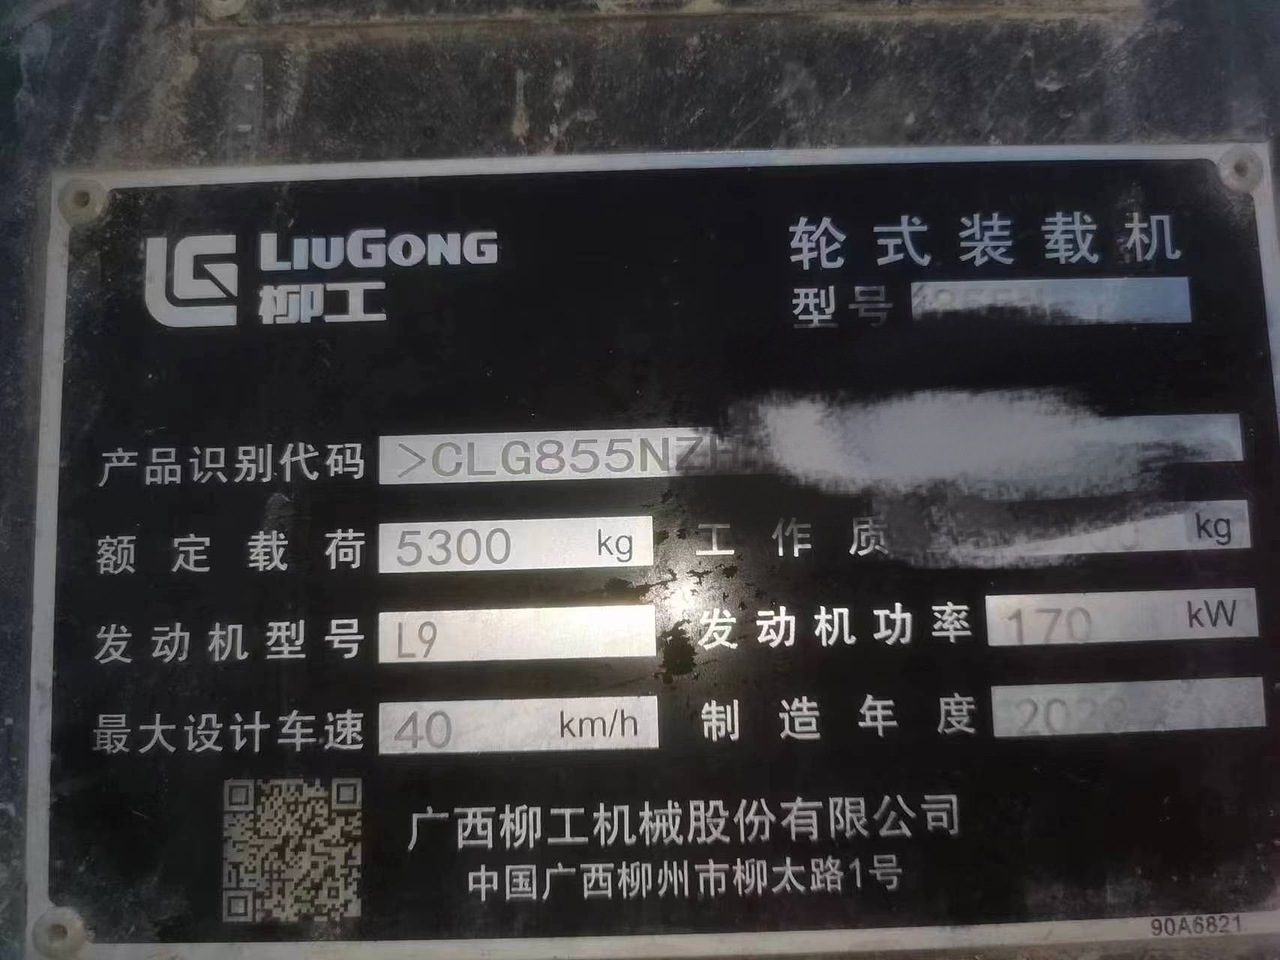 LIUGONG
柳工
轮式装载机
型号
产品识别代码 >CLG855NZ
额定载荷 5300 kg 工作质 kg
发动机型号 L9 发动机功率 170 kW
最大设计车速 40 km/h 制造年度
广西柳工机械股份有限公司
中国广西柳州市柳太路1号
90A6821